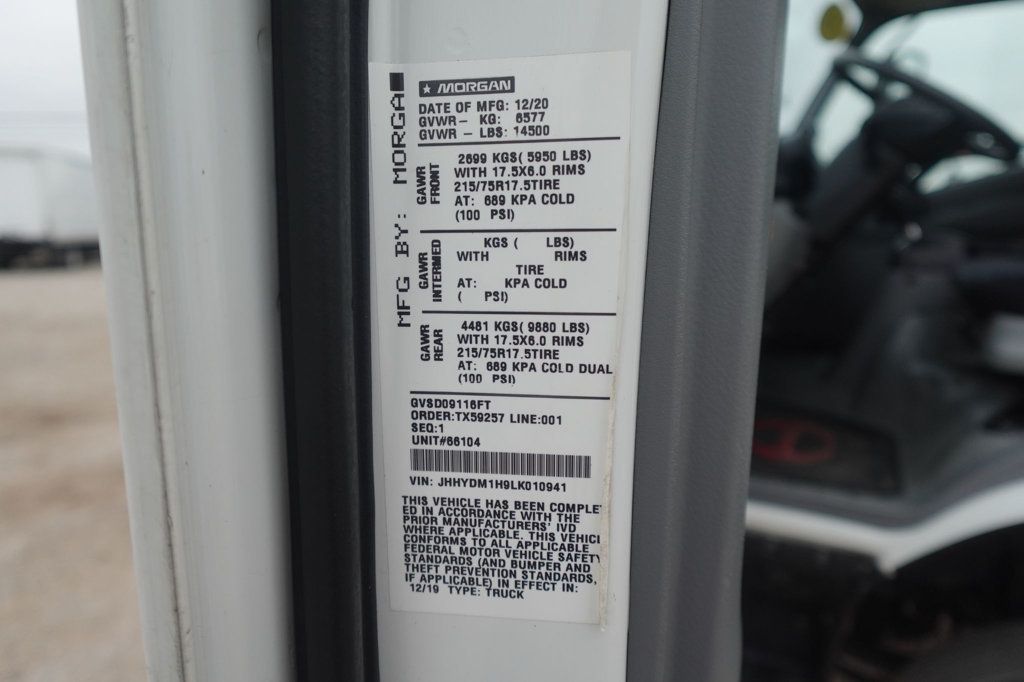 MORGAN
DATE OF MFG: 12/20
GVWR- KG: 6577
GVWR - LBS: 14500
MFG BY: MORGA
GAWR FRONT
2699 KGS( 5950 LBS)
WITH 17.5X6.0 RIMS
215/75R17.5TIRE
AT: 689 KPA COLD
(100 PSI)
GAWR INTERMED
KGS ( LBS)
WITH RIMS
TIRE
AT: KPA COLD
( PSI)
GAWR REAR
4481 KGS( 9880 LBS)
WITH 17.5X6.0 RIMS
215/75R17.5TIRE
AT: 689 KPA COLD DUAL
(100 PSI)
GVSD09116FT
ORDER:TX59257 LINE:001
SEQ:1
UNIT#66104
VIN: JHHYDM1H9LK010941
THIS VEHICLE HAS BEEN COMPLET
ED IN ACCORDANCE WITH THE
PRIOR MANUFACTURERS' IVD
WHERE APPLICABLE. THIS VEHICL
CONFORMS TO ALL APPLICABLE
FEDERAL MOTOR VEHICLE SAFETY
STANDARDS (AND BUMPER AND
THEFT PREVENTION STANDARDS,
IF APPLICABLE) IN EFFECT IN:
12/19 TYPE: TRUCK